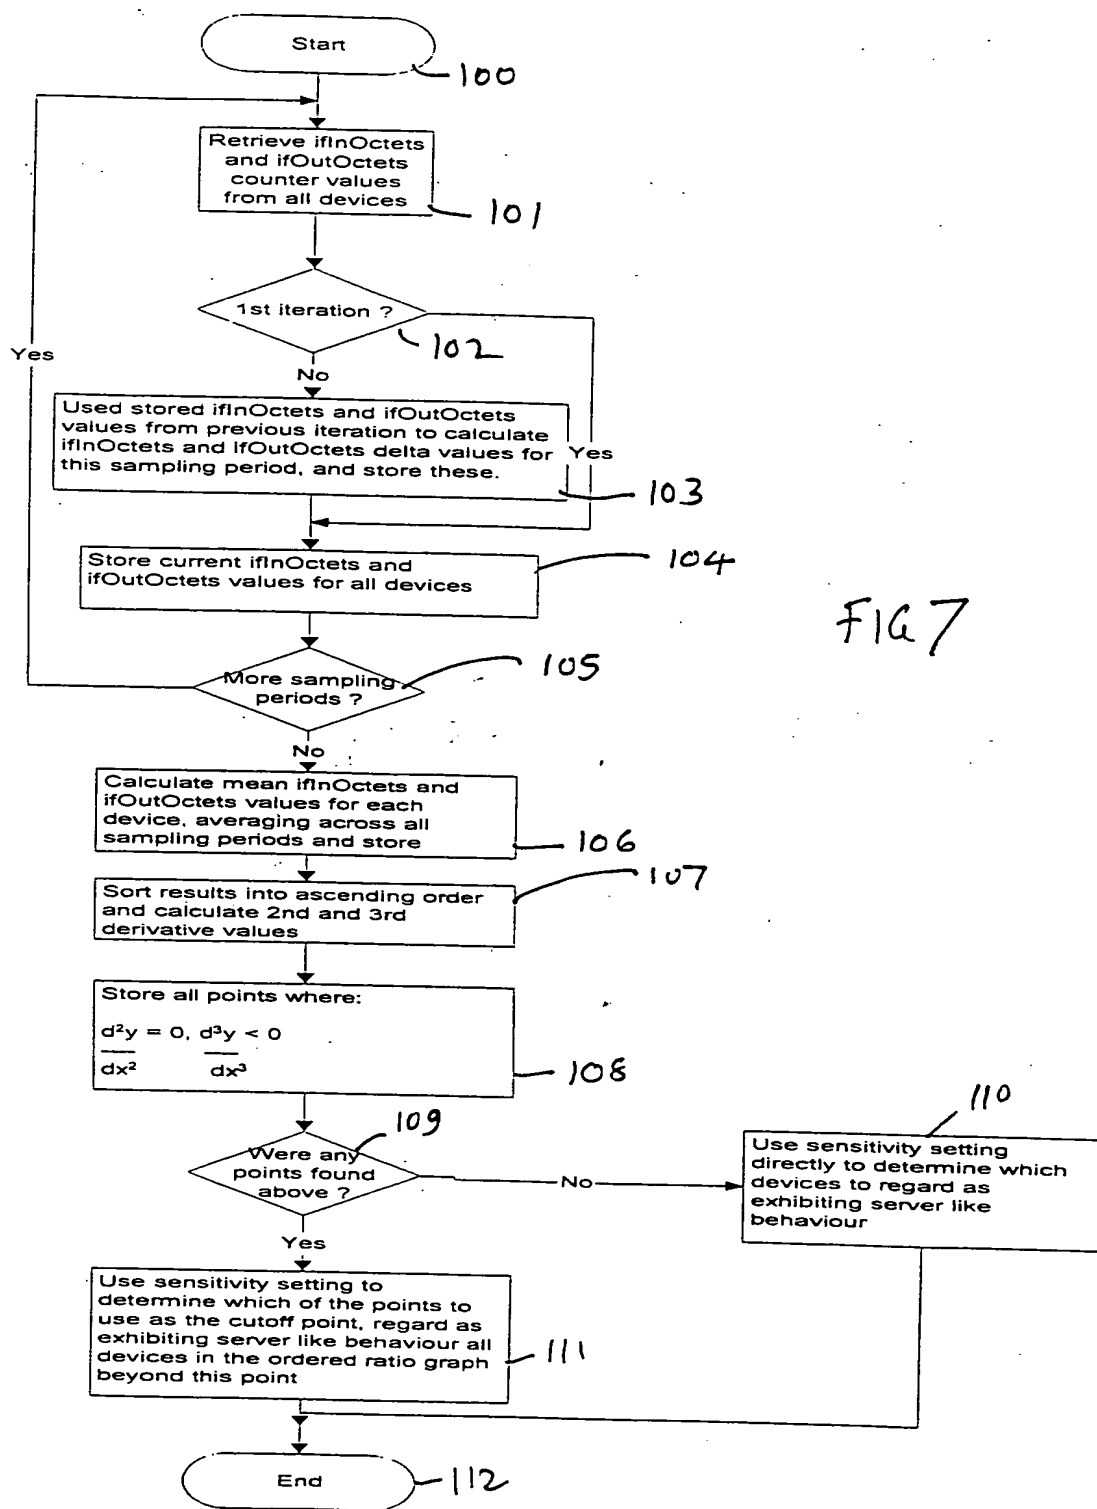 Start
100
Retrieve ifInOctets
and ifOutOctets
counter values
from all devices
101
1st iteration ?
102
Yes
No
Used stored ifInOctets and ifOutOctets
values from previous iteration to calculate
ifInOctets and ifOutOctets delta values for
this sampling period, and store these.
Yes
103
Store current ifInOctets and
ifOutOctets values for all devices
104
FIG 7
More sampling
periods ?
105
No
Calculate mean ifInOctets and
ifOutOctets values for each
device, averaging across all
sampling periods and store
106
Sort results into ascending order
and calculate 2nd and 3rd
derivative values
107
Store all points where:
d²y = 0, d³y < 0
dx² dx³
108
Were any
points found
above ?
109
No
110
Use sensitivity setting
directly to determine which
devices to regard as
exhibiting server like
behaviour
Yes
Use sensitivity setting to
determine which of the points to
use as the cutoff point, regard as
exhibiting server like behaviour all
devices in the ordered ratio graph
beyond this point
111
End
112